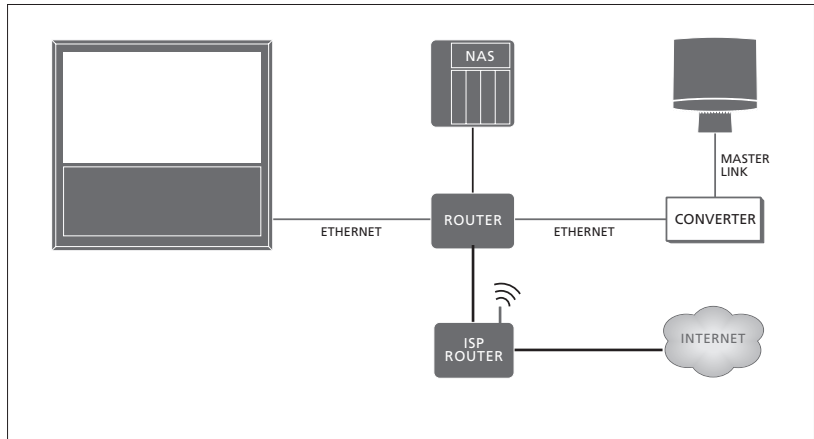 NAS
MASTER
LINK
ROUTER
CONVERTER
ETHERNET
ETHERNET
ISP
ROUTER
INTERNET